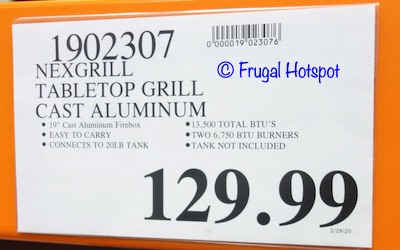 1902307
0000019023076
© Frugal Hotspot
NEXGRILL
TABLETOP GRILL
CAST ALUMINUM
• 19" Cast Aluminum Firebox
• EASY TO CARRY
• CONNECTS TO 20LB TANK
• 13,500 TOTAL BTU'S
• TWO 6,750 BTU BURNERS
• TANK NOT INCLUDED
129.99
2/29/20